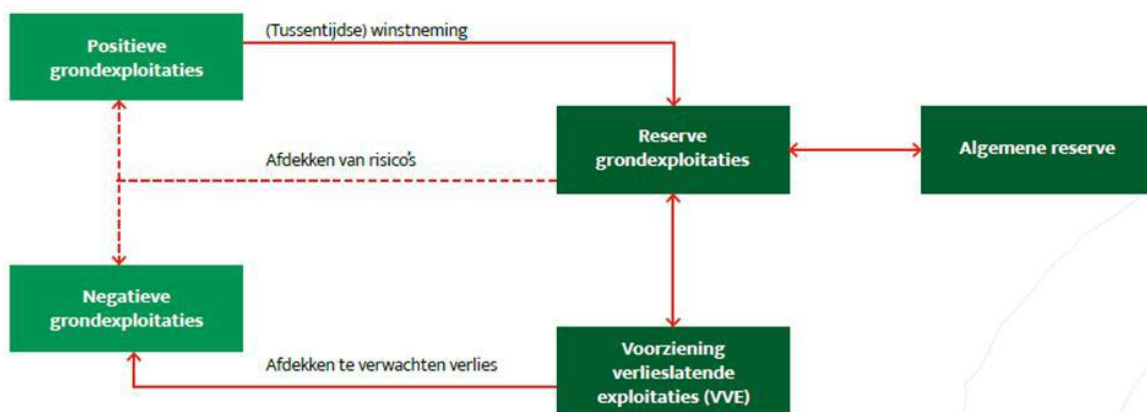 (Tussentijdse) winstneming
Positieve
grondexploitaties
Reserve
grondexploitaties
Algemene reserve
Afdekken van risico's
Negatieve
grondexploitaties
Afdekken te verwachten verlies
Voorziening
verlieslatende
exploitaties (VVE)